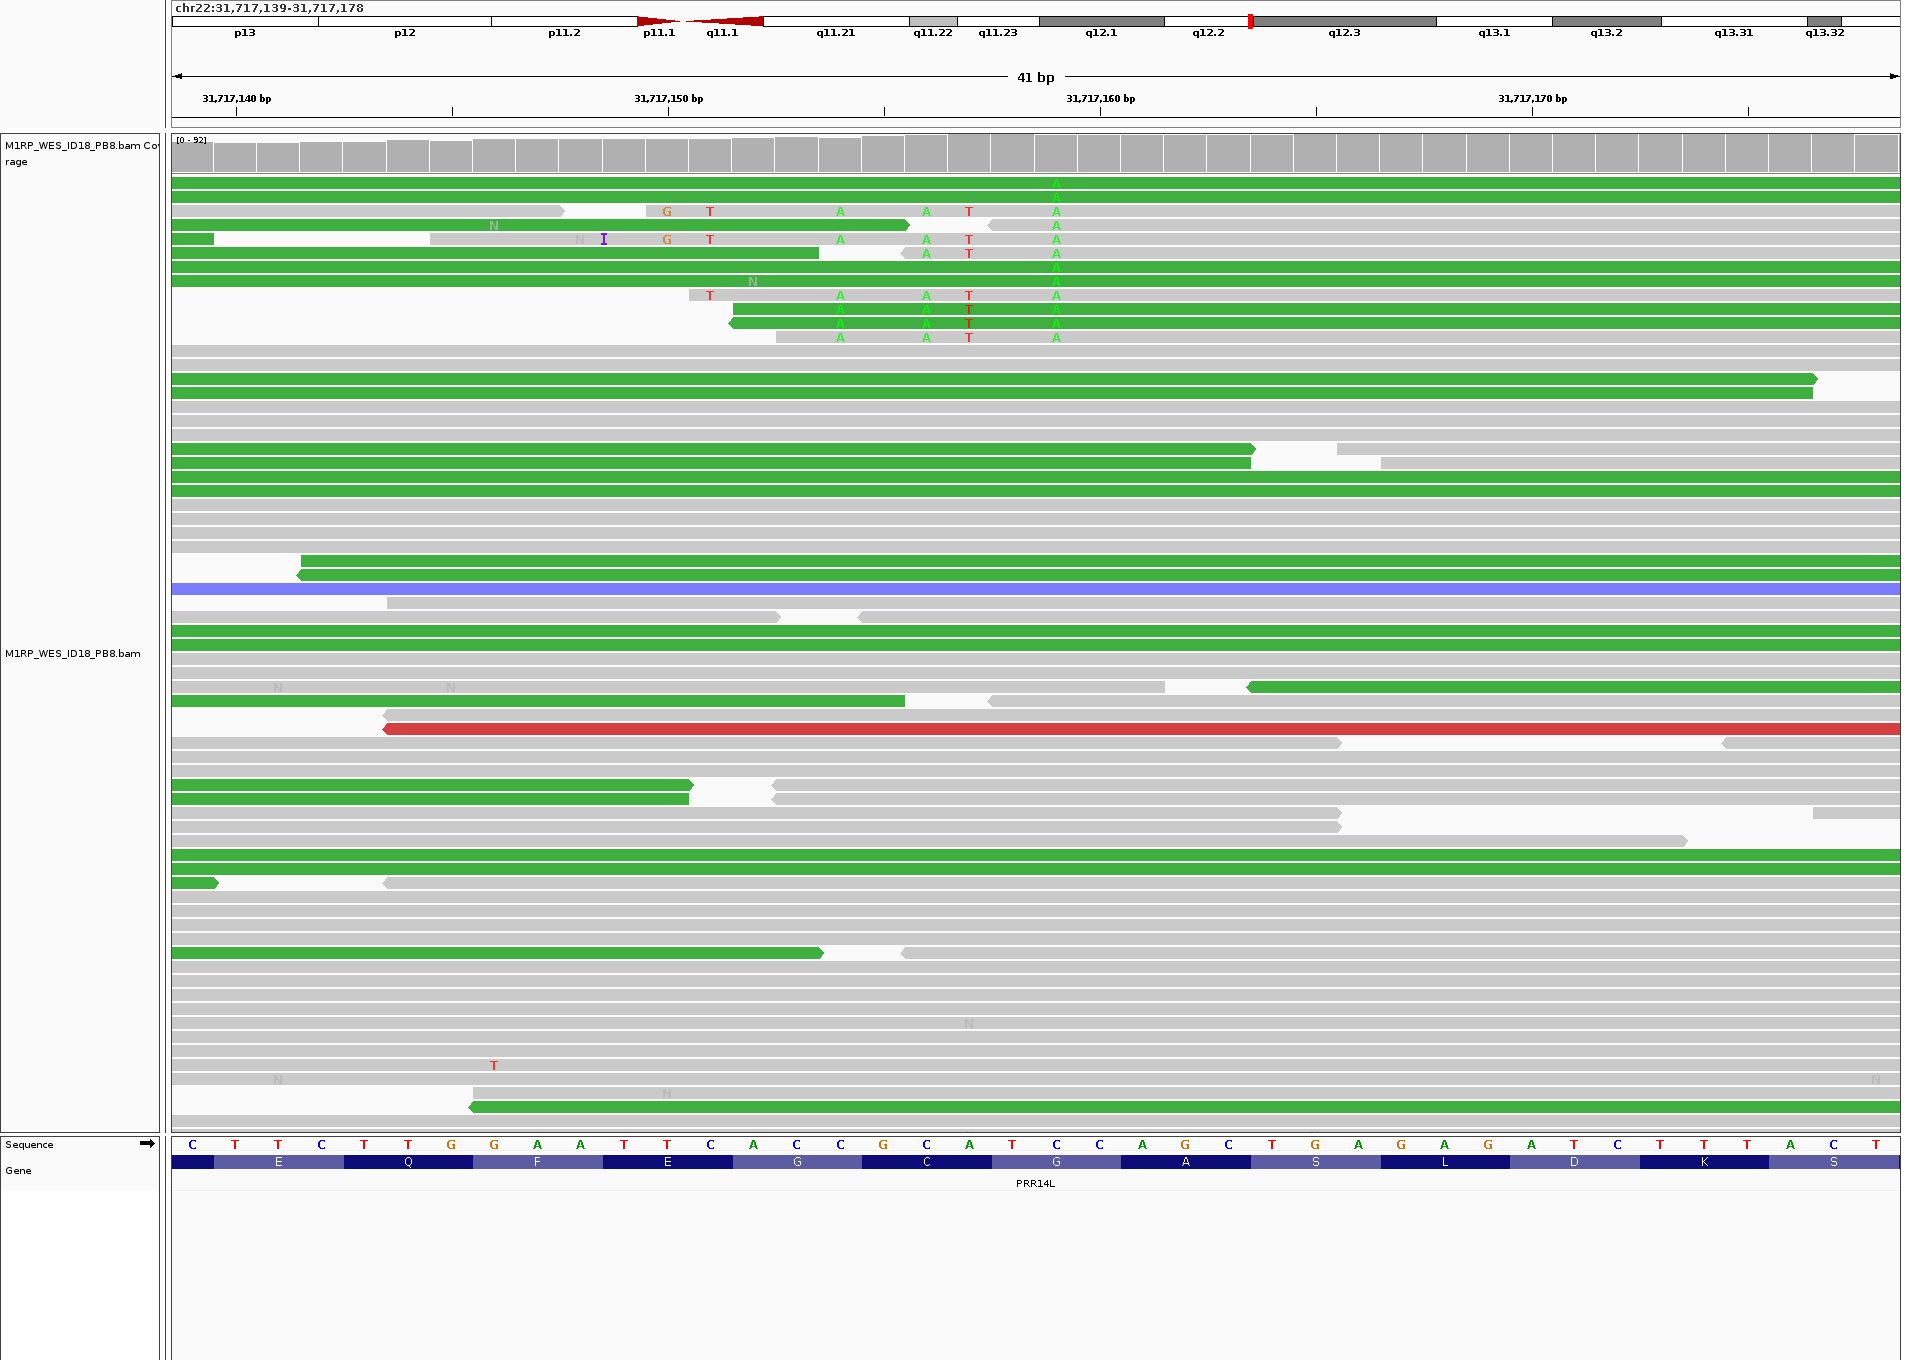 chr22:31,717,139-31,717,178
p13 p12 p11.2 p11.1 q11.1 q11.21 q11.22 q11.23 q12.1 q12.2 q12.3 q13.1 q13.2 q13.31 q13.32
41 bp
31,717,140 bp 31,717,150 bp 31,717,160 bp 31,717,170 bp
[0 - 92]
M1RP_WES_ID18_PB8.bam Co
rage
A
A
G T A A T A
N A
N I G T A A T A
A T A
A
N A
T A A T A
A A T A
A A T A
A A T A
M1RP_WES_ID18_PB8.bam
N N
N
T
N N
N
Sequence C T T C T T G G A A T T C A C C G C A T C C A G C T G A G A G A T C T T T A C T
Gene E Q F E G C G A S L D K S
PRR14L